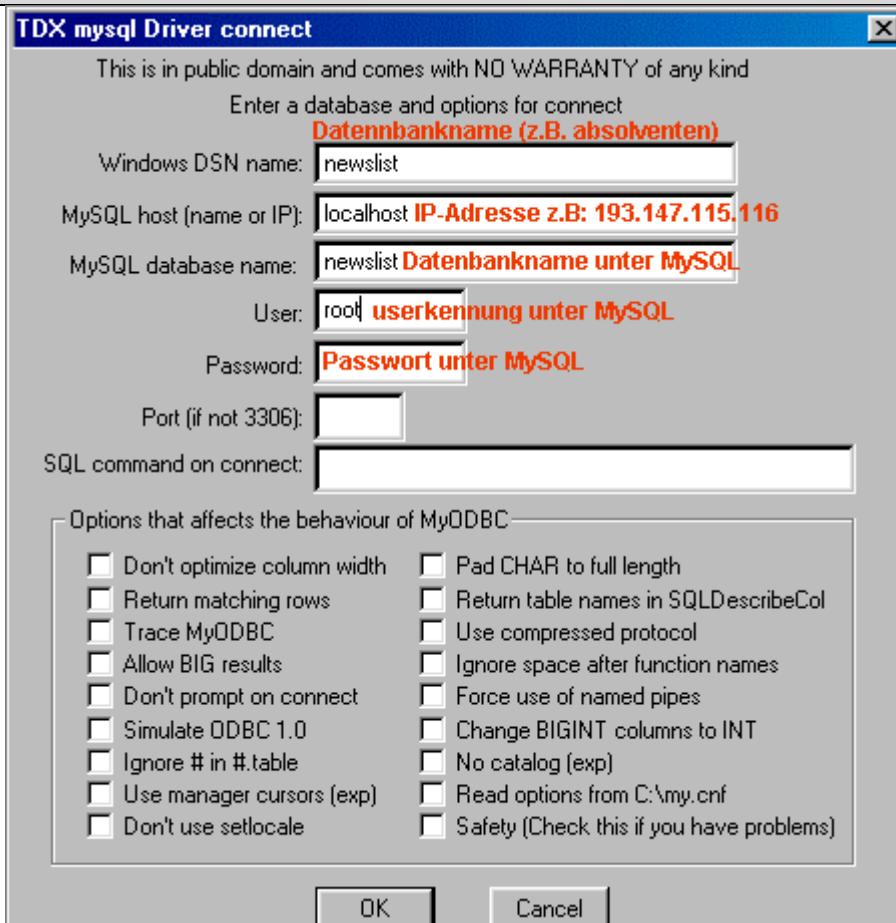 TDX mysql Driver connect
This is in public domain and comes with NO WARRANTY of any kind
Enter a database and options for connect
Datennbankname (z.B. absolventen)
Windows DSN name: newslist
MySQL host (name or IP): localhost IP-Adresse z.B: 193.147.115.116
MySQL database name: newslist Datenbankname unter MySQL
User: root userkennung unter MySQL
Password: Passwort unter MySQL
Port (if not 3306):
SQL command on connect:
Options that affects the behaviour of MyODBC
Don't optimize column width Pad CHAR to full length
Return matching rows Return table names in SQLDescribeCol
Trace MyODBC Use compressed protocol
Allow BIG results Ignore space after function names
Don't prompt on connect Force use of named pipes
Simulate ODBC 1.0 Change BIGINT columns to INT
Ignore # in #.table No catalog (exp)
Use manager cursors (exp) Read options from C:\my.cnf
Don't use setlocale Safety (Check this if you have problems)
OK Cancel